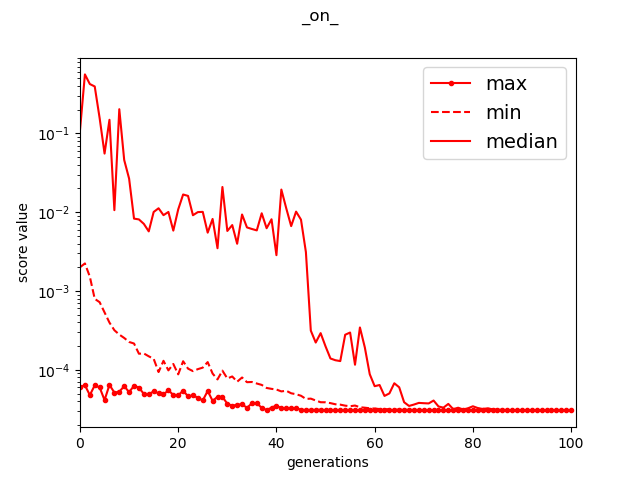 _on_
max
min
median
score value
10⁻¹
10⁻²
10⁻³
10⁻⁴
0 20 40 60 80 100
generations